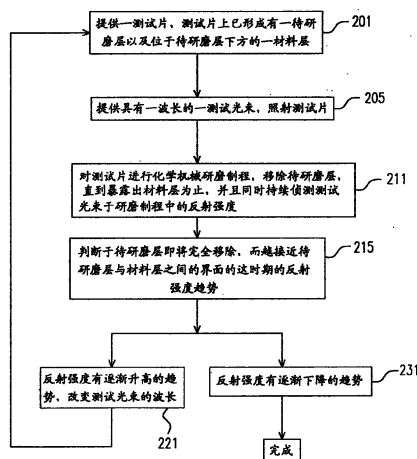 提供一测试片，测试片上已形成有一待研
磨层以及位于待研磨层下方的一材料层
201
提供具有一波长的一测试光束，照射测试片
205
对测试片进行化学机械研磨制程，移除待研磨层，
直到暴露出材料层为止，并且同时持续侦测测试
光束于研磨制程中的反射强度
211
判断于待研磨层即将完全移除，而越接近待
研磨层与材料层之间的界面的这时期的反射
强度趋势
215
反射强度有逐渐升高的趋
势，改变测试光束的波长
221
反射强度有逐渐下降的趋势
231
完成